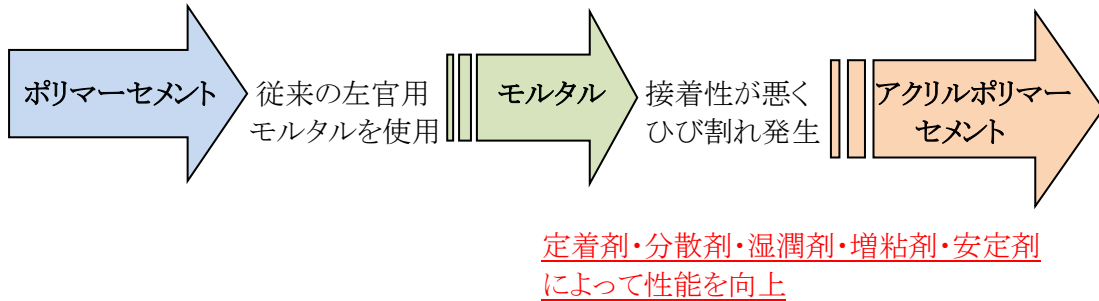 ポリマーセメント
従来の左官用
モルタルを使用
モルタル
接着性が悪く
ひび割れ発生
アクリルポリマー
セメント
定着剤・分散剤・湿潤剤・増粘剤・安定剤
によって性能を向上